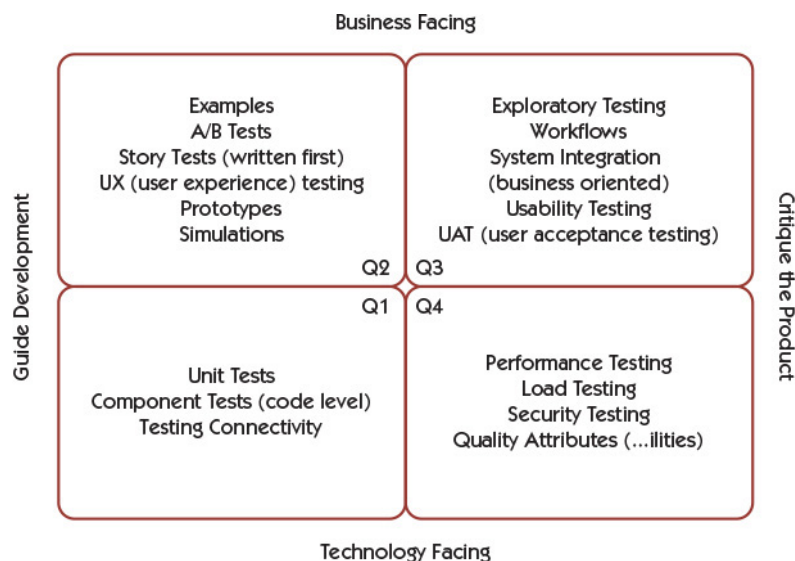 Business Facing
Guide Development
Examples
A/B Tests
Story Tests (written first)
UX (user experience) testing
Prototypes
Simulations
Q2
Exploratory Testing
Workflows
System Integration
(business oriented)
Usability Testing
UAT (user acceptance testing)
Q3
Q1
Unit Tests
Component Tests (code level)
Testing Connectivity
Q4
Performance Testing
Load Testing
Security Testing
Quality Attributes (...ilities)
Critique the Product
Technology Facing